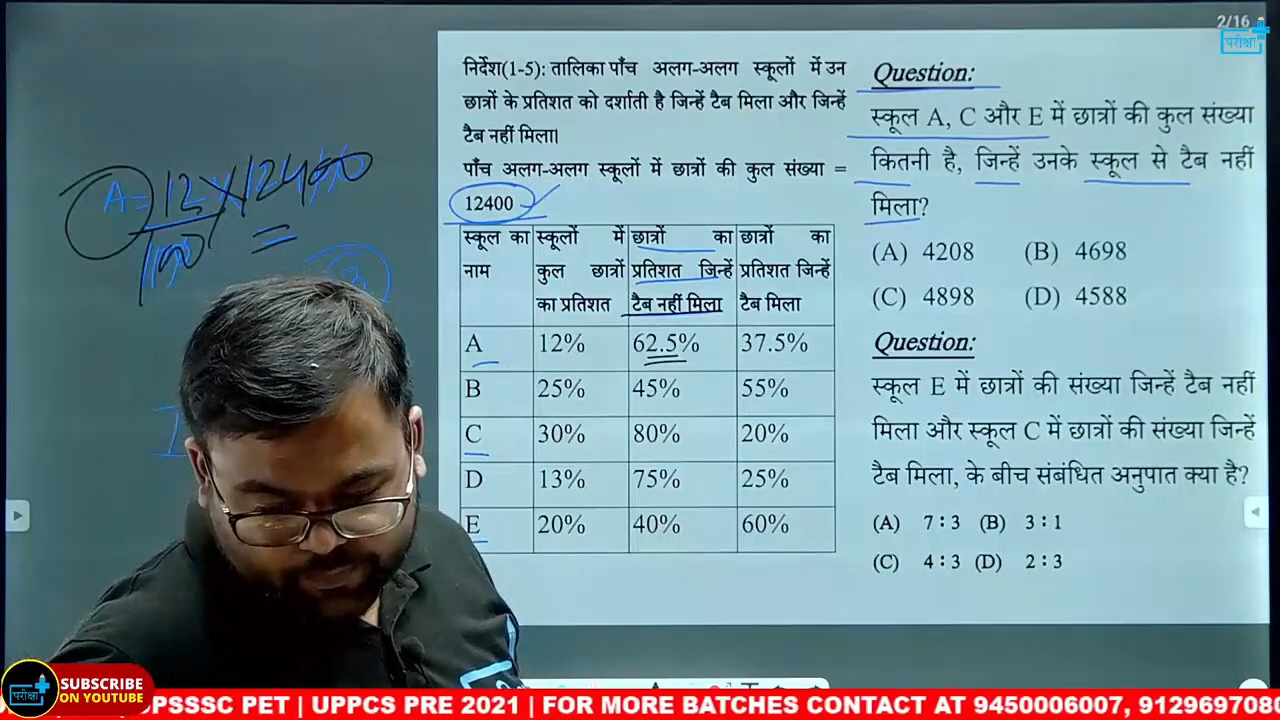 2/16
परीक्षा
निर्देश(1-5): तालिका पाँच अलग-अलग स्कूलों में उन
छात्रों के प्रतिशत को दर्शाती है जिन्हें टैब मिला और जिन्हें
टैब नहीं मिला।
पाँच अलग-अलग स्कूलों में छात्रों की कुल संख्या =
12400
स्कूल का नाम | स्कूलों में कुल छात्रों का प्रतिशत | छात्रों का प्रतिशत जिन्हें टैब नहीं मिला | छात्रों का प्रतिशत जिन्हें टैब मिला
A 12% 62.5% 37.5%
B 25% 45% 55%
C 30% 80% 20%
D 13% 75% 25%
E 20% 40% 60%
Question:
स्कूल A, C और E में छात्रों की कुल संख्या
कितनी है, जिन्हें उनके स्कूल से टैब नहीं
मिला?
(A) 4208 (B) 4698
(C) 4898 (D) 4588
Question:
स्कूल E में छात्रों की संख्या जिन्हें टैब नहीं
मिला और स्कूल C में छात्रों की संख्या जिन्हें
टैब मिला, के बीच संबंधित अनुपात क्या है?
(A) 7:3 (B) 3:1
(C) 4:3 (D) 2:3
A = 12 X 12400
100 =
परीक्षा
SUBSCRIBE
ON YOUTUBE
PSSSC PET | UPPCS PRE 2021 | FOR MORE BATCHES CONTACT AT 9450006007, 912969708